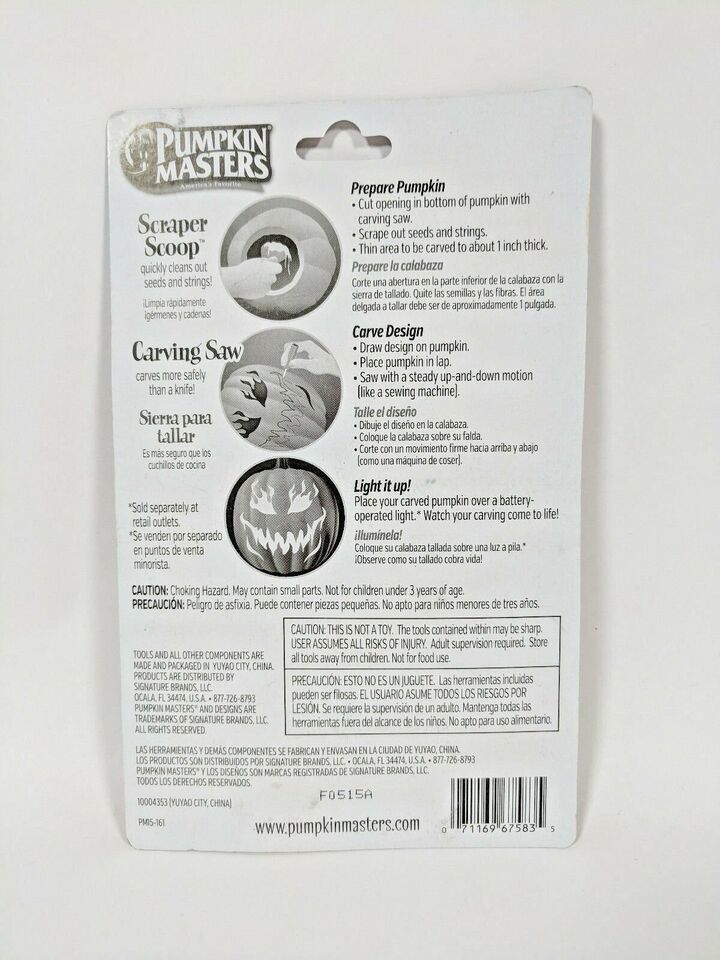 PUMPKIN
MASTERS
America's Favorite
Scraper
Scoop™
quickly cleans out
seeds and strings!
¡Limpia rápidamente
igérmenes y cadenas!
Carving Saw
carves more safely
than a knife!
Sierra para
tallar
Es más seguro que los
cuchillos de cocina
*Sold separately at
retail outlets.
*Se venden por separado
en puntos de venta
minorista.
Prepare Pumpkin
• Cut opening in bottom of pumpkin with
carving saw.
• Scrape out seeds and strings.
• Thin area to be carved to about 1 inch thick.
Prepare la calabaza
Corte una abertura en la parte inferior de la calabaza con la
sierra de tallado. Quite las semillas y las fibras. El área
delgada a tallar debe ser de aproximadamente 1 pulgada.
Carve Design
• Draw design on pumpkin.
• Place pumpkin in lap.
• Saw with a steady up-and-down motion
(like a sewing machine).
Talle el diseño
• Dibuje el diseño en la calabaza.
• Coloque la calabaza sobre su falda.
• Corte con un movimiento firme hacia arriba y abajo
(como una máquina de coser).
Light it up!
Place your carved pumpkin over a battery-
operated light.* Watch your carving come to life!
¡Ilumínela!
Coloque su calabaza tallada sobre una luz a pila.*
¡Observe como su tallado cobra vida!
CAUTION: Choking Hazard. May contain small parts. Not for children under 3 years of age.
PRECAUCIÓN: Peligro de asfixia. Puede contener piezas pequeñas. No apto para niños menores de tres años.
TOOLS AND ALL OTHER COMPONENTS ARE
MADE AND PACKAGED IN YUYAO CITY, CHINA.
PRODUCTS ARE DISTRIBUTED BY
SIGNATURE BRANDS, LLC.
OCALA, FL 34474, U.S.A. • 877-726-8793
PUMPKIN MASTERS® AND DESIGNS ARE
TRADEMARKS OF SIGNATURE BRANDS, LLC.
ALL RIGHTS RESERVED.
CAUTION: THIS IS NOT A TOY. The tools contained within may be sharp.
USER ASSUMES ALL RISKS OF INJURY. Adult supervision required. Store
all tools away from children. Not for food use.
PRECAUCIÓN: ESTO NO ES UN JUGUETE. Las herramientas incluidas
pueden ser filosas. EL USUARIO ASUME TODOS LOS RIESGOS POR
LESIÓN. Se requiere la supervisión de un adulto. Mantenga todas las
herramientas fuera del alcance de los niños. No apto para uso alimentario.
LAS HERRAMIENTAS Y DEMÁS COMPONENTES SE FABRICAN Y ENVASAN EN LA CIUDAD DE YUYAO, CHINA.
LOS PRODUCTOS SON DISTRIBUIDOS POR SIGNATURE BRANDS, LLC • OCALA, FL 34474, U.S.A. • 877-726-8793
PUMPKIN MASTERS® Y LOS DISEÑOS SON MARCAS REGISTRADAS DE SIGNATURE BRANDS, LLC.
TODOS LOS DERECHOS RESERVADOS.
F0515A
10004353 (YUYAO CITY, CHINA)
PM15-161
www.pumpkinmasters.com
0 71169 67583 5